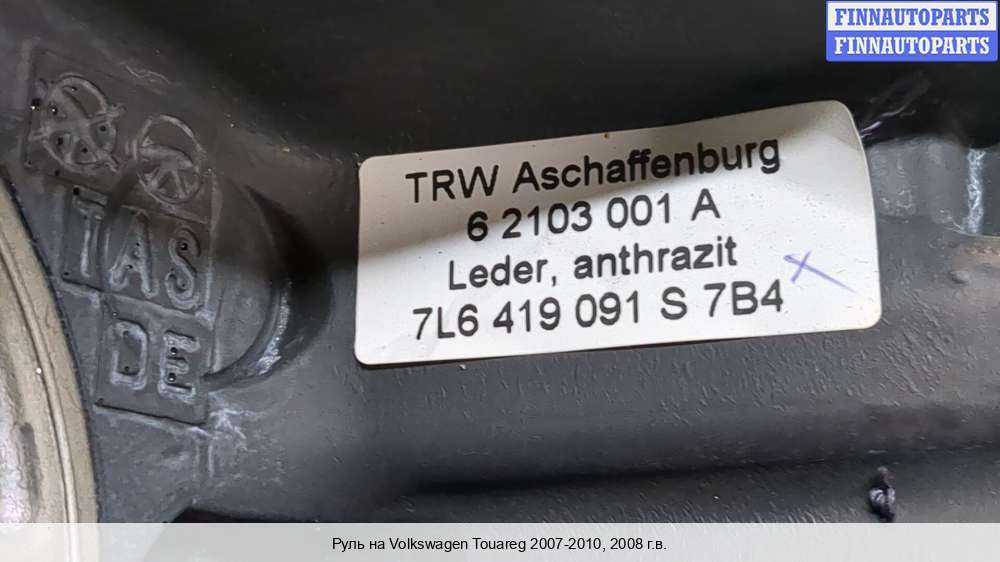 FINNAUTOPARTS
FINNAUTOPARTS
TRW Aschaffenburg
6 2103 001 A
Leder, anthrazit
7L6 419 091 S 7B4
TAS
DE
Руль на Volkswagen Touareg 2007-2010, 2008 г.в.